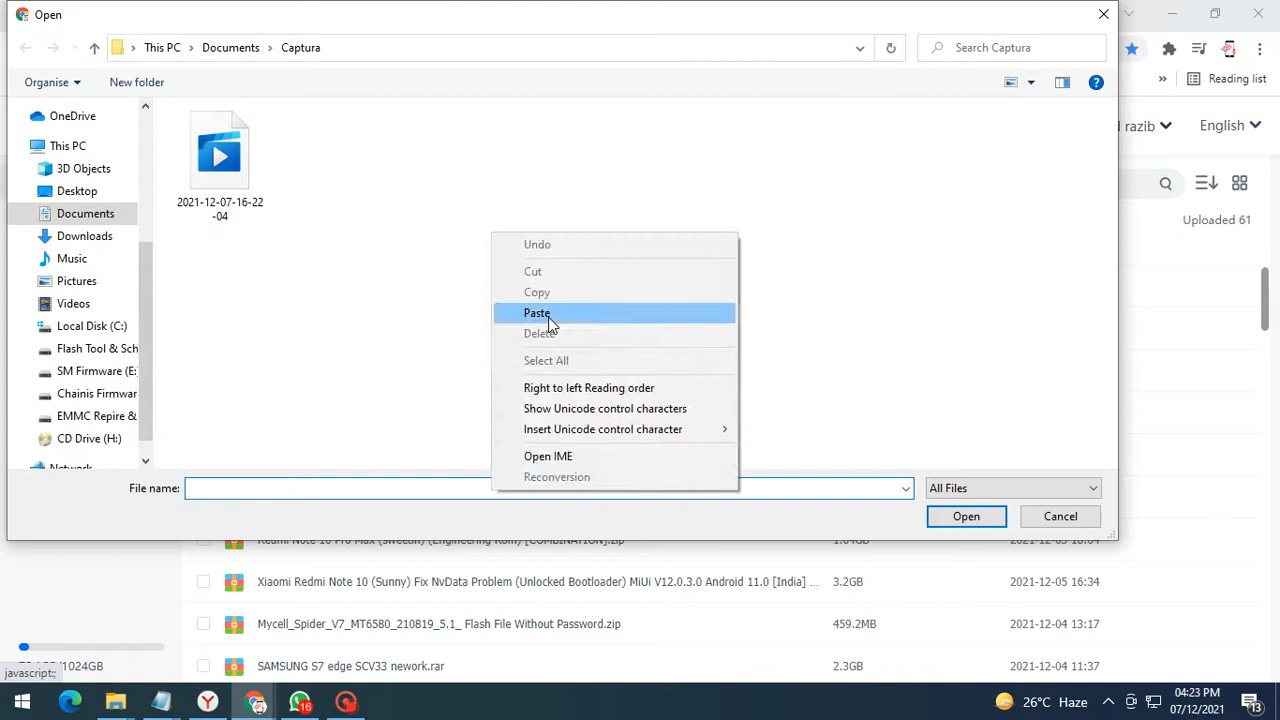 Open
This PC
Documents
Captura
Search Captura
Organise
New folder
Reading list
OneDrive
This PC
3D Objects
Desktop
Documents
Downloads
Music
Pictures
Videos
Local Disk (C:)
Flash Tool & Sch
SM Firmware (E:
Chainis Firmwar
EMMC Repire &
CD Drive (H:)
Network
2021-12-07-16-22
-04
Undo
Cut
Copy
Paste
Delete
Select All
Right to left Reading order
Show Unicode control characters
Insert Unicode control character
Open IME
Reconversion
File name:
All Files
Open
Cancel
razib
English
Uploaded 61
Xiaomi Redmi Note 10 (Sunny) Fix NvData Problem (Unlocked Bootloader) MiUi V12.0.3.0 Android 11.0 [India] ... 3.2GB 2021-12-05 16:34
Mycell_Spider_V7_MT6580_210819_5.1_ Flash File Without Password.zip 459.2MB 2021-12-04 13:17
SAMSUNG S7 edge SCV33 nework.rar 2.3GB 2021-12-04 11:37
/1024GB
javascript:;
16
26°C Haze
04:23 PM
07/12/2021
13